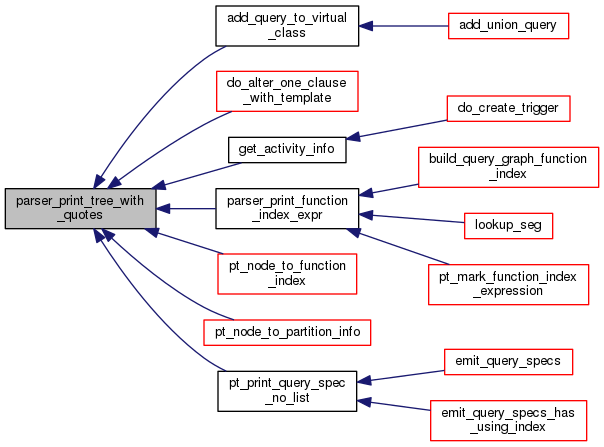 add_query_to_virtual
_class
add_union_query
do_alter_one_clause
_with_template
do_create_trigger
get_activity_info
build_query_graph_function
_index
parser_print_tree_with
_quotes
parser_print_function
_index_expr
lookup_seg
pt_node_to_function
_index
pt_mark_function_index
_expression
pt_node_to_partition_info
emit_query_specs
pt_print_query_spec
_no_list
emit_query_specs_has
_using_index